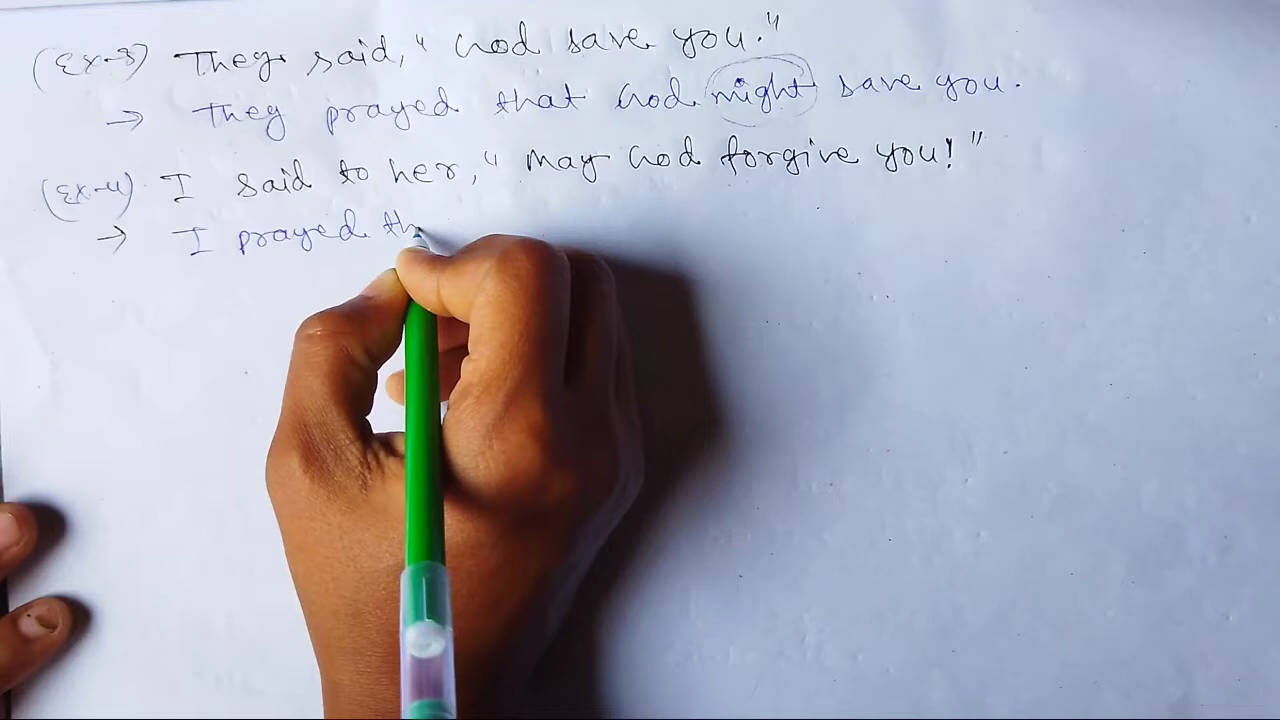 (Ex-3) They said, "God save you."
→ They prayed that God might save you.
(Ex-4) I said to her, "May God forgive you!"
→ I prayed th